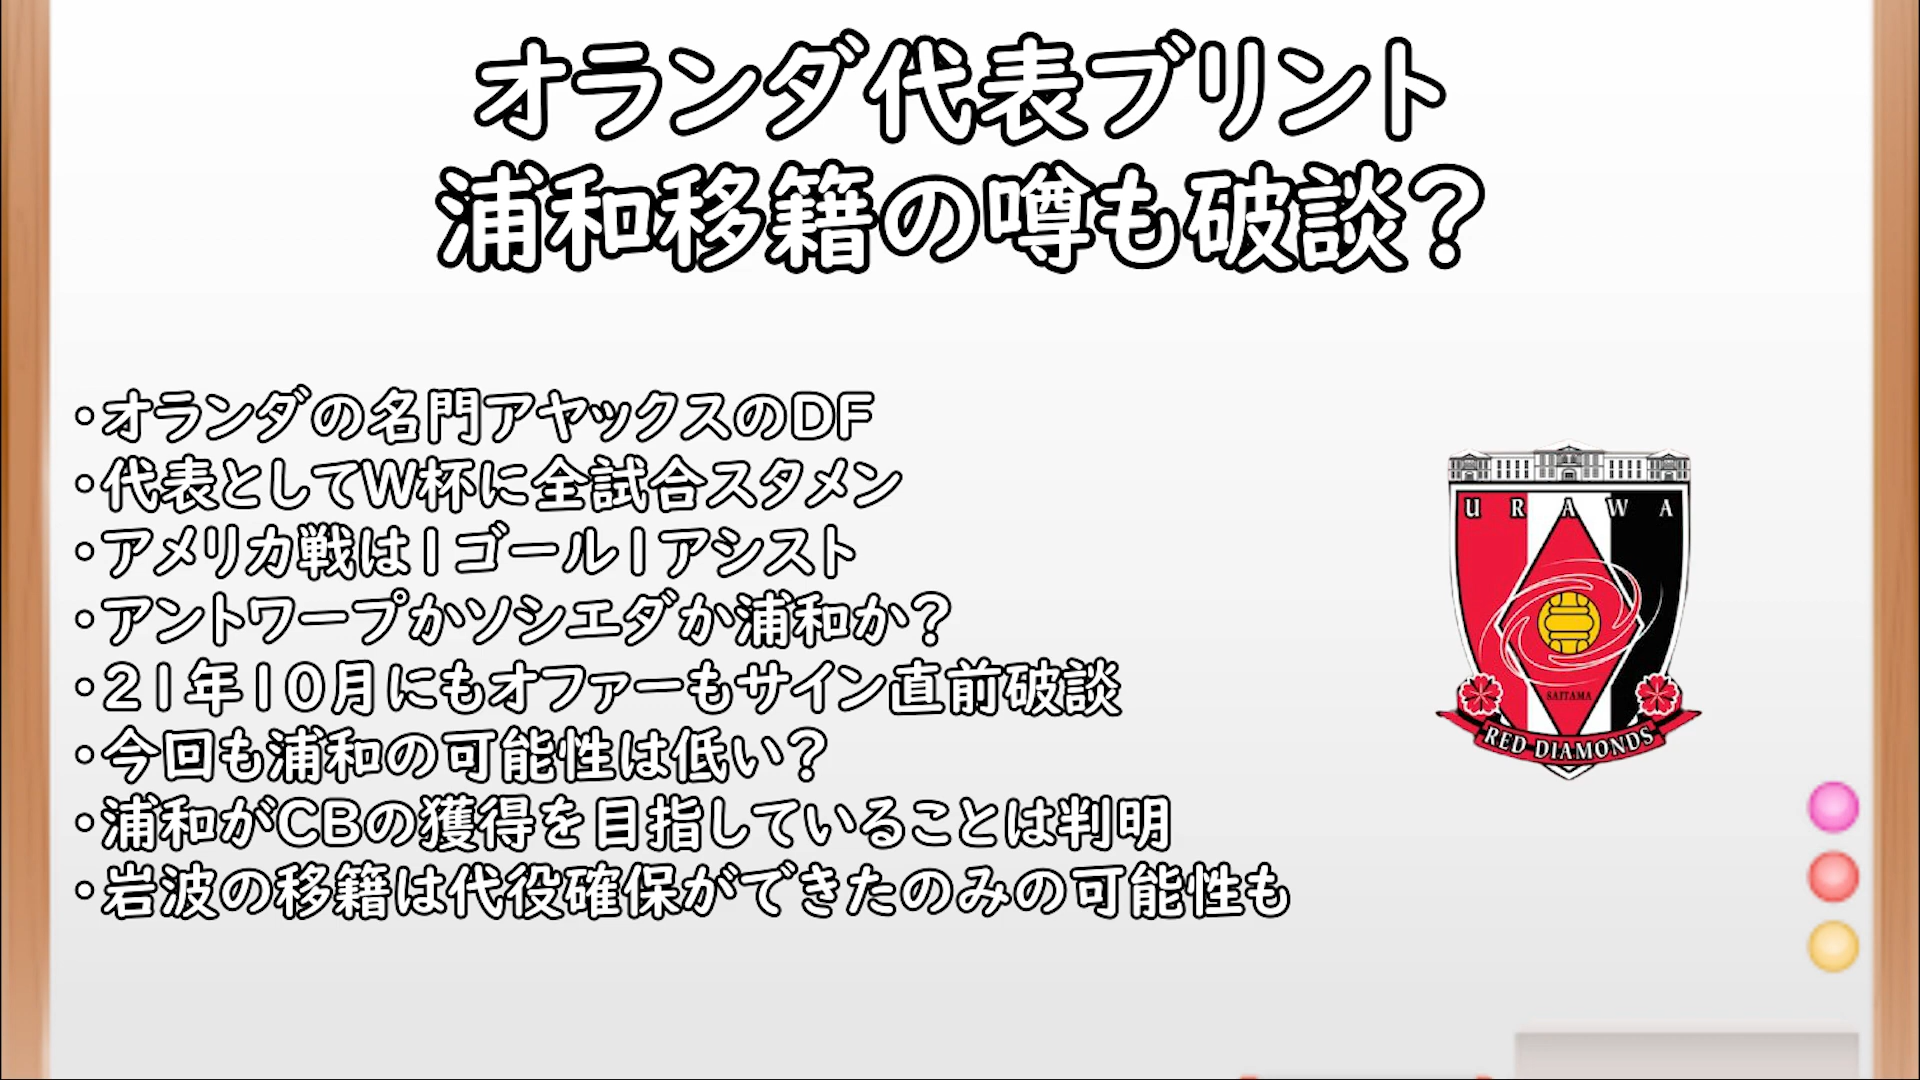 オランダ代表ブリント
浦和移籍の噂も破談?
・オランダの名門アヤックスのDF
・代表としてW杯に全試合スタメン
・アメリカ戦は1ゴール1アシスト
・アントワープかソシエダか浦和か?
・21年10月にもオファーもサイン直前破談
・今回も浦和の可能性は低い?
・浦和がCBの獲得を目指していることは判明
・岩波の移籍は代役確保ができたのみの可能性も
URAWA
SAITAMA
RED DIAMONDS